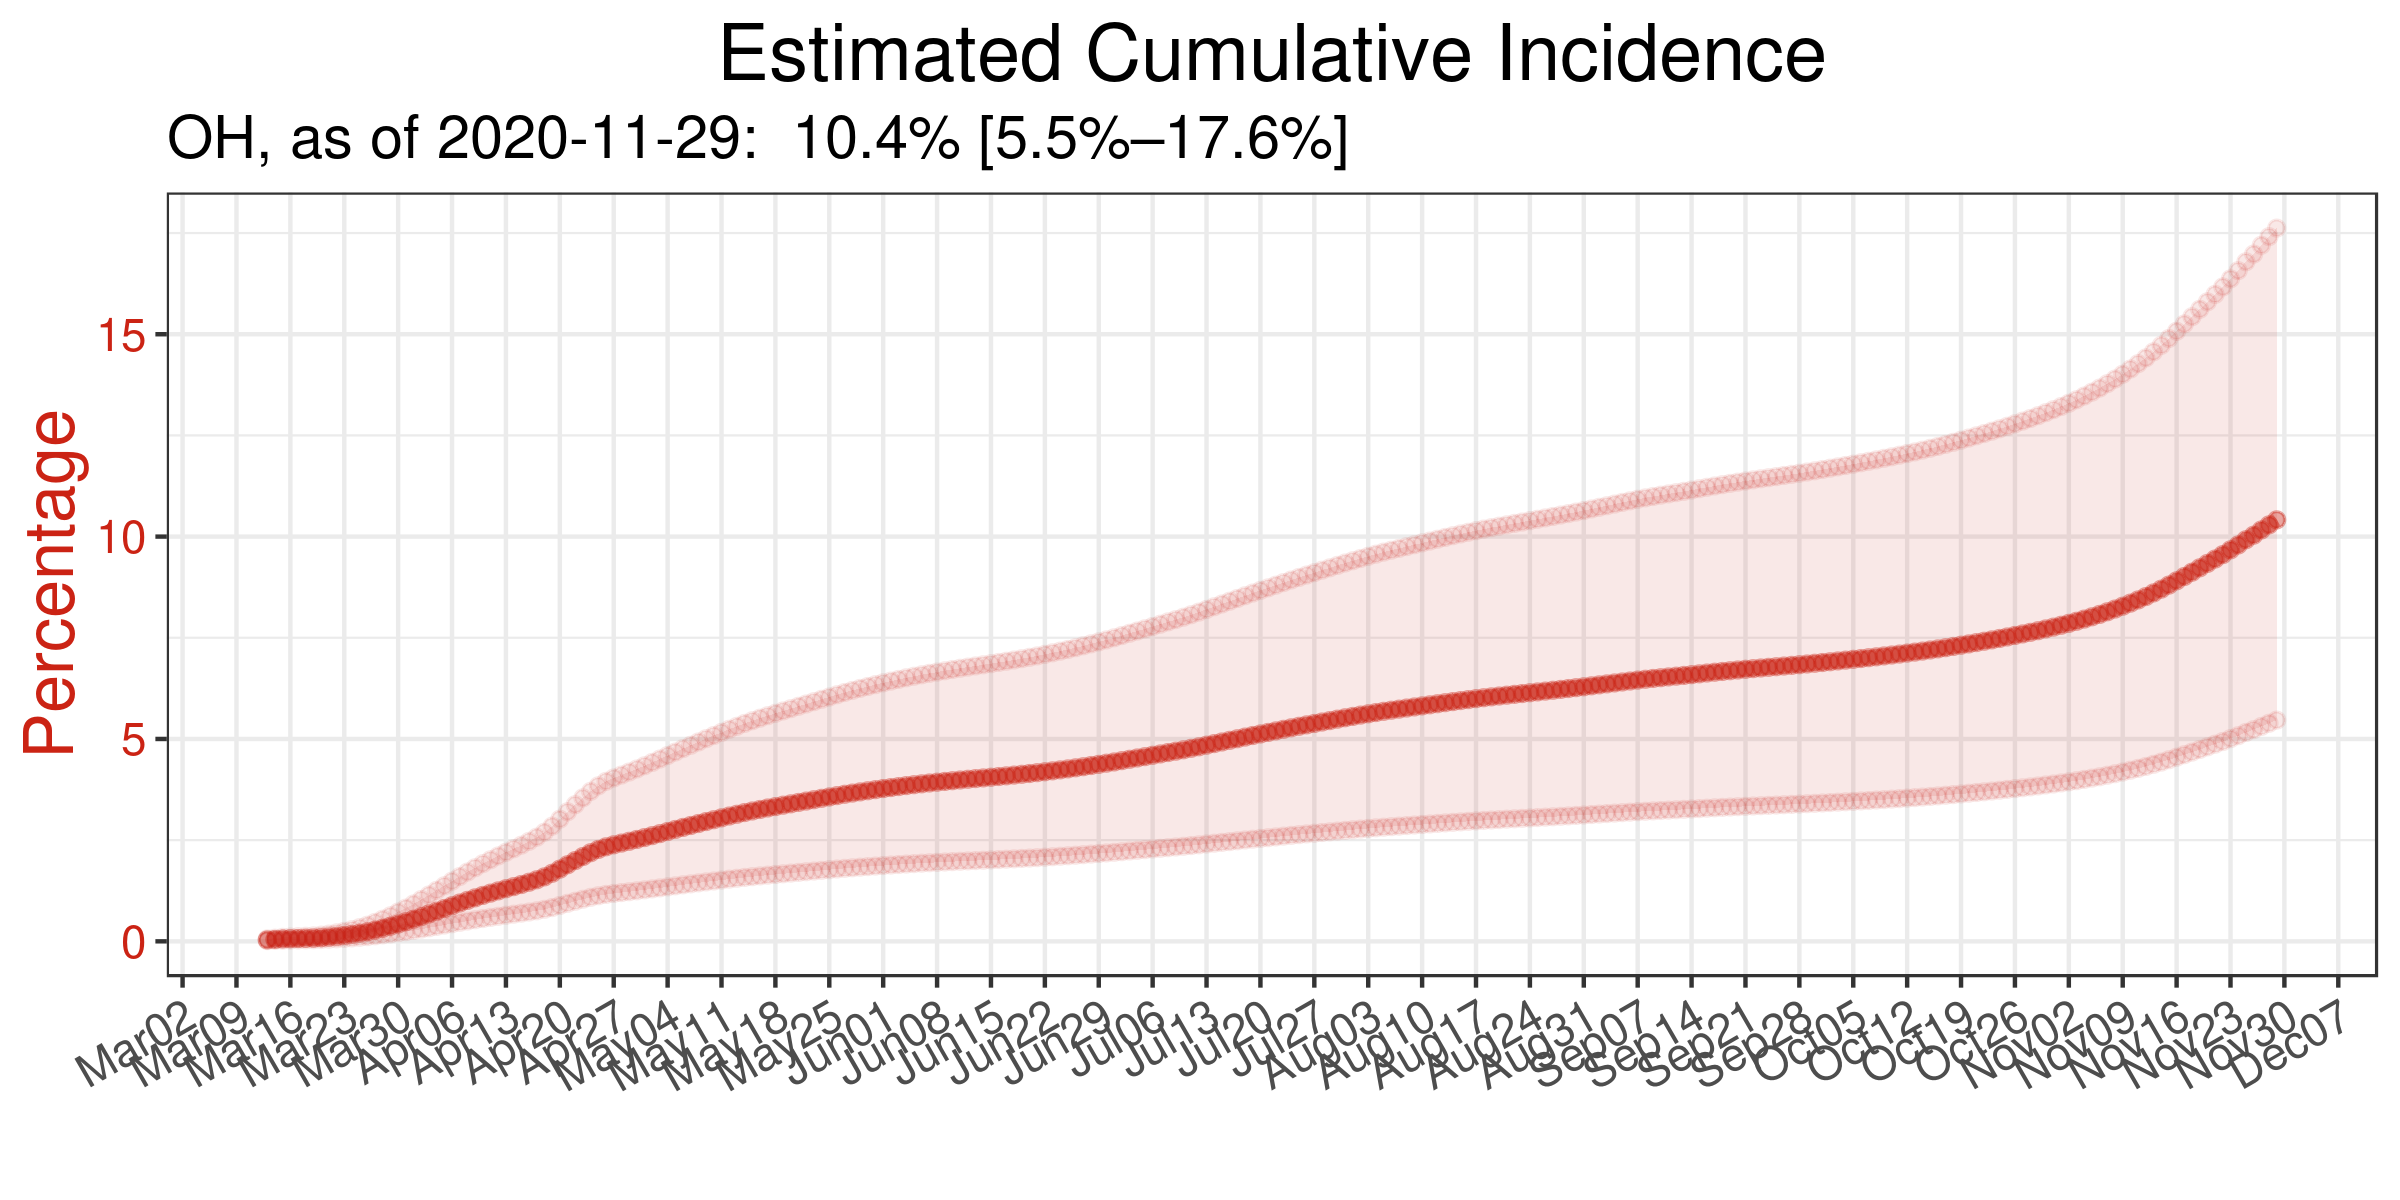 Estimated Cumulative Incidence
OH, as of 2020-11-29:  10.4% [5.5%–17.6%]
Percentage
15
10
5
0
Mar02
Mar09
Mar16
Mar23
Mar30
Apr06
Apr13
Apr20
Apr27
May04
May11
May18
May25
Jun01
Jun08
Jun15
Jun22
Jun29
Jul06
Jul13
Jul20
Jul27
Aug03
Aug10
Aug17
Aug24
Aug31
Sep07
Sep14
Sep21
Sep28
Oct05
Oct12
Oct19
Oct26
Nov02
Nov09
Nov16
Nov23
Nov30
Dec07